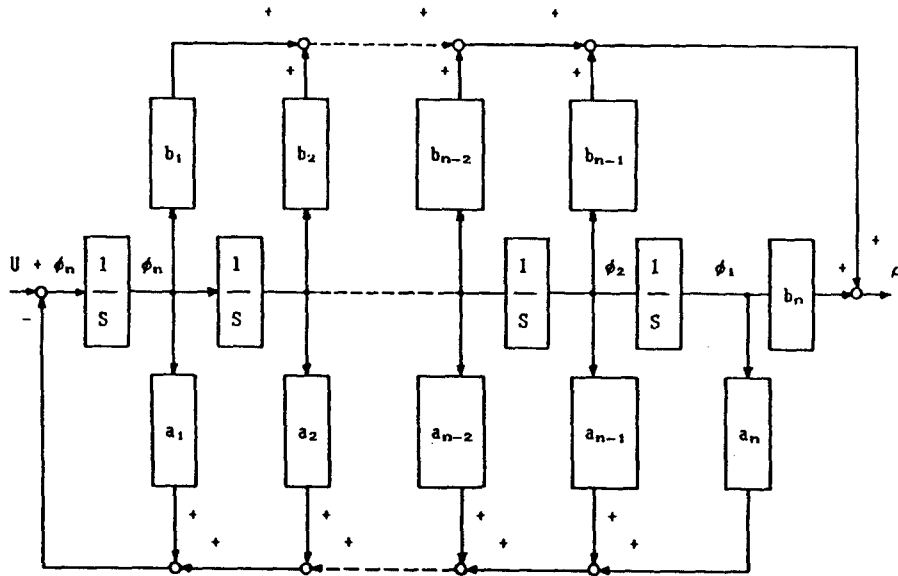 + + +
+ + +
b₁ b₂ bₙ₋₂ bₙ₋₁
U + ϕₙ 1/S ϕₙ 1/S 1/S ϕ₂ 1/S ϕ₁ bₙ + +
−
a₁ a₂ aₙ₋₂ aₙ₋₁ aₙ
+ + + +
+ + + +